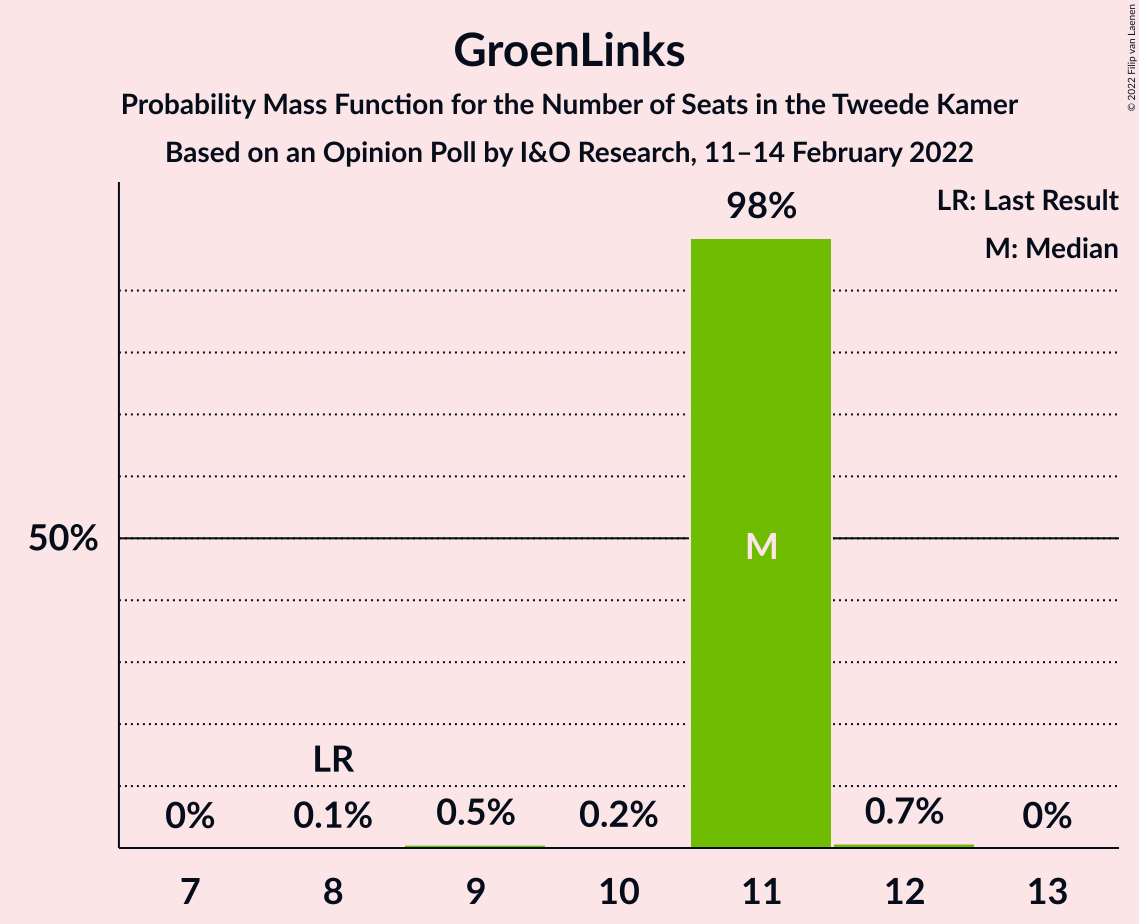 GroenLinks
Probability Mass Function for the Number of Seats in the Tweede Kamer
Based on an Opinion Poll by I&O Research, 11–14 February 2022
© 2022 Filip van Laenen
LR: Last Result
M: Median
98%
50%
M
LR
0% 0.1% 0.5% 0.2% 0.7% 0%
7 8 9 10 11 12 13